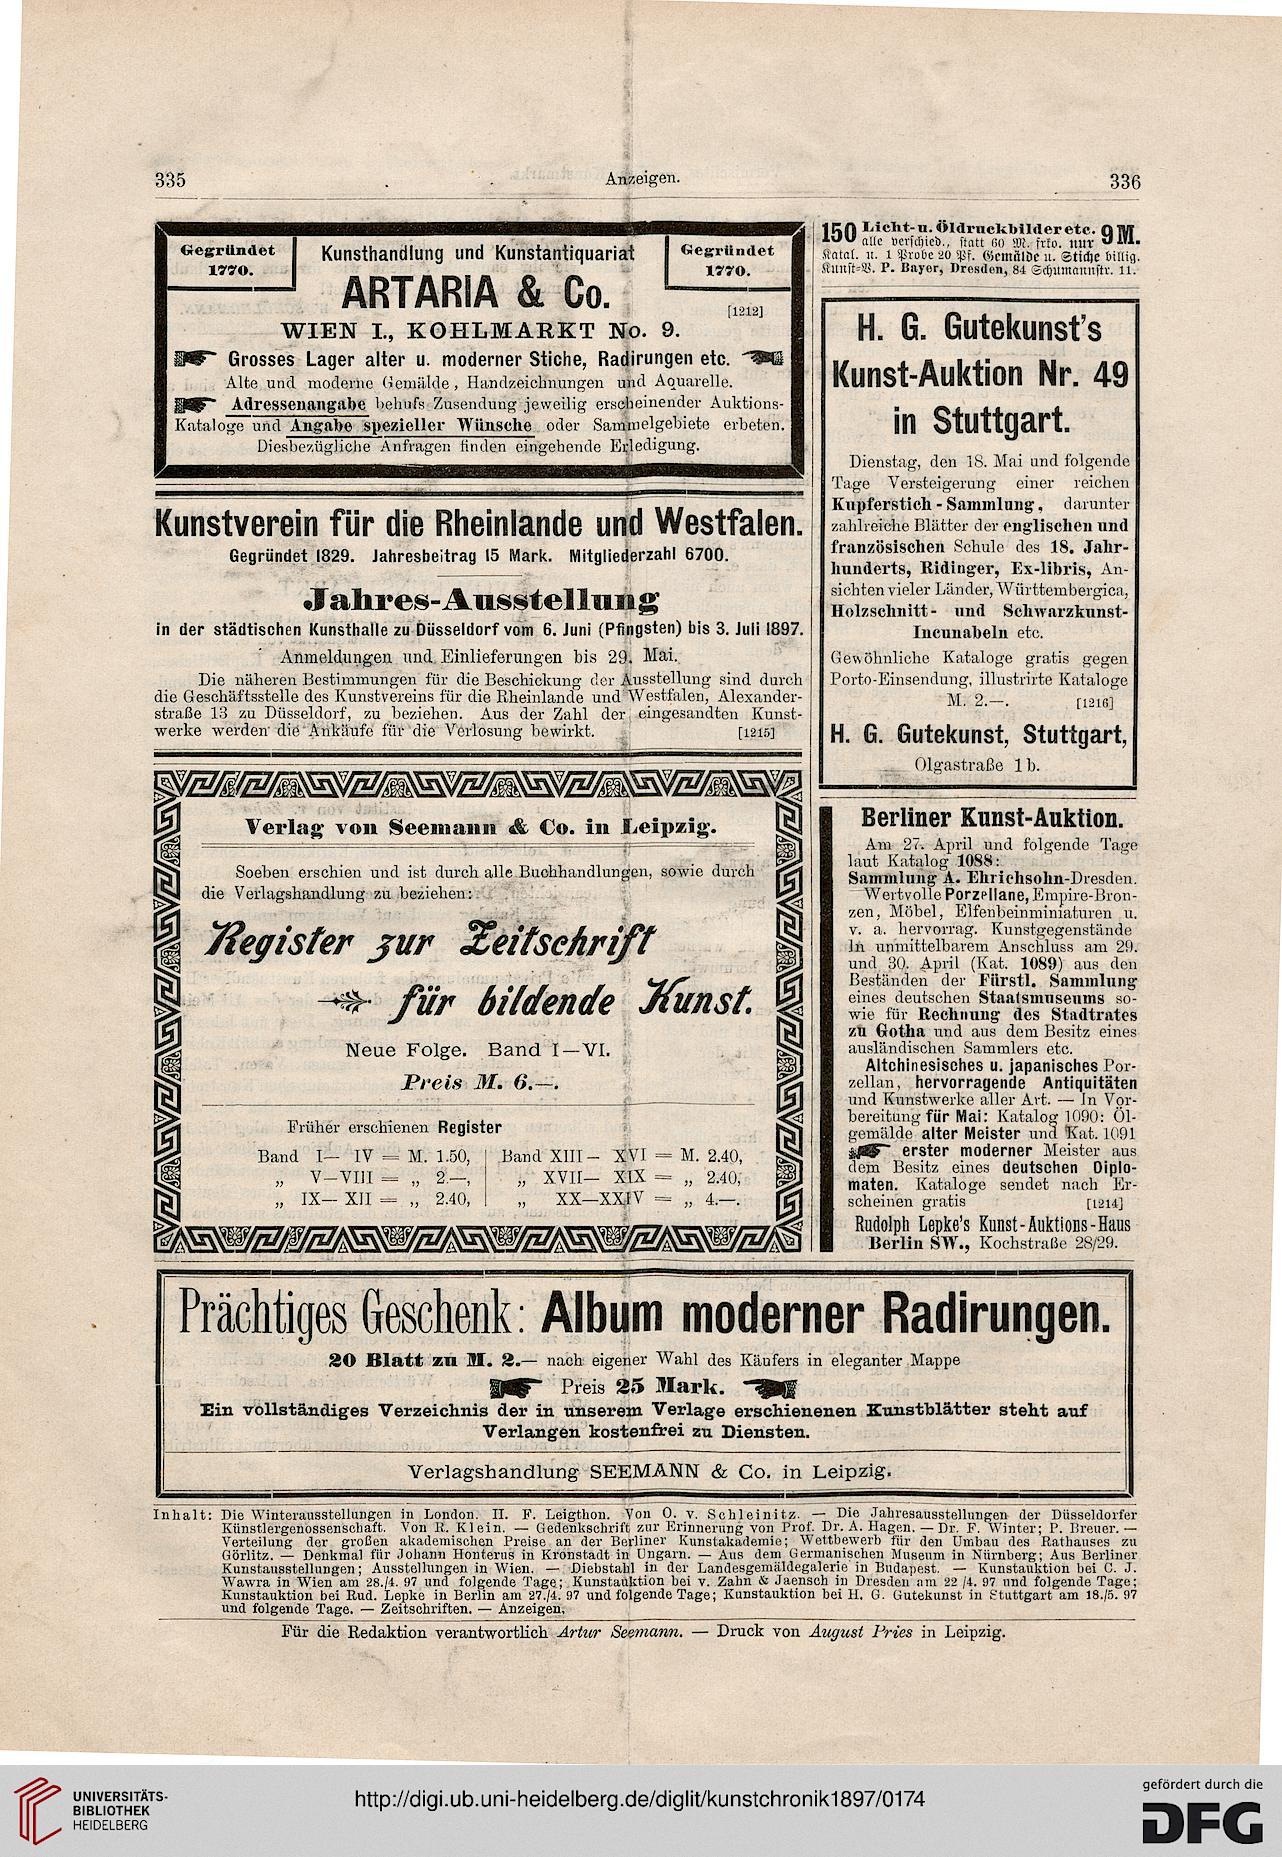 335
Anzeigen.
336
Gegründet
1770.
Kunsthandlung und Kunstantiquariat
Gegründet
1770.
ARTARIA & Co.
[1212]
WIEN I., KOHLMARKT No. 9.
Grosses Lager alter u. moderner Stiche, Radirungen etc.
Alte und moderne Gemälde, Handzeichnungen und Aquarelle.
Adressenangabe behufs Zusendung jeweilig erscheinender Auktions-
Kataloge und Angabe spezieller Wünsche oder Sammelgebiete erbeten.
Diesbezügliche Anfragen finden eingehende Erledigung.
Kunstverein für die Rheinlande und Westfalen.
Gegründet 1829. Jahresbeitrag 15 Mark. Mitgliederzahl 6700.
Jahres-Ausstellung
in der städtischen Kunsthalle zu Düsseldorf vom 6. Juni (Pfingsten) bis 3. Juli 1897.
Anmeldungen und Einlieferungen bis 29. Mai.
Die näheren Bestimmungen für die Beschickung der Ausstellung sind durch
die Geschäftsstelle des Kunstvereins für die Rheinlande und Westfalen, Alexander-
straße 13 zu Düsseldorf, zu beziehen. Aus der Zahl der eingesandten Kunst-
werke werden die Ankäufe für die Verlosung bewirkt. [1215]
Verlag von Seemann & Co. in Leipzig.
Soeben erschien und ist durch alle Buchhandlungen, sowie durch
die Verlagshandlung zu beziehen:
Register zur Zeitschrift
für bildende Kunst.
Neue Folge. Band I—VI.
Preis M. 6.—.
Früher erschienen Register
Band I— IV = M. 1.50, Band XIII— XVI = M. 2.40,
„ V—VIII = „ 2.—, „ XVII— XIX = „ 2.40,
„ IX— XII = „ 2.40, „ XX—XXIV = „ 4.—.
150 Licht- u. Öldruckbilder etc. 9 M.
alle verschied., statt 60 M. frko. nur
Katal. u. 1 Probe 20 Pf. Gemälde u. Stiche billig.
Kunst-V. P. Bayer, Dresden, 84 Schumannstr. 11.
H. G. Gutekunst's
Kunst-Auktion Nr. 49
in Stuttgart.
Dienstag, den 18. Mai und folgende
Tage Versteigerung einer reichen
Kupferstich-Sammlung, darunter
zahlreiche Blätter der englischen und
französischen Schule des 18. Jahr-
hunderts, Ridinger, Ex-libris, An-
sichten vieler Länder, Württembergica,
Holzschnitt- und Schwarzkunst-
Incunabeln etc.
Gewöhnliche Kataloge gratis gegen
Porto-Einsendung, illustrirte Kataloge
M. 2.—. [1216]
H. G. Gutekunst, Stuttgart,
Olgastraße 1b.
Berliner Kunst-Auktion.
Am 27. April und folgende Tage
laut Katalog 1088:
Sammlung A. Ehrichsohn-Dresden.
Wertvolle Porzellane, Empire-Bron-
zen, Möbel, Elfenbeinminiaturen u.
v. a. hervorrag. Kunstgegenstände
In unmittelbarem Anschluss am 29.
und 30. April (Kat. 1089) aus den
Beständen der Fürstl. Sammlung
eines deutschen Staatsmuseums so-
wie für Rechnung des Stadtrates
zu Gotha und aus dem Besitz eines
ausländischen Sammlers etc.
Altchinesisches u. japanisches Por-
zellan, hervorragende Antiquitäten
und Kunstwerke aller Art. — In Vor-
bereitung für Mai: Katalog 1090: Öl-
gemälde alter Meister und Kat. 1091
erster moderner Meister aus
dem Besitz eines deutschen Diplo-
maten. Kataloge sendet nach Er-
scheinen gratis [1214]
Rudolph Lepke's Kunst-Auktions-Haus
Berlin SW., Kochstraße 28/29.
Prächtiges Geschenk: Album moderner Radirungen.
20 Blatt zu M. 2.— nach eigener Wahl des Käufers in eleganter Mappe
Preis 25 Mark.
Ein vollständiges Verzeichnis der in unserem Verlage erschienenen Kunstblätter steht auf
Verlangen kostenfrei zu Diensten.
Verlagshandlung SEEMANN & Co. in Leipzig.
Inhalt: Die Winterausstellungen in London. II. F. Leigthon. Von O. v. Schleinitz. — Die Jahresausstellungen der Düsseldorfer
Künstlergenossenschaft. Von R. Klein. — Gedenkschrift zur Erinnerung von Prof. Dr. A. Hagen. — Dr. F. Winter; P. Breuer. —
Verteilung der großen akademischen Preise an der Berliner Kunstakademie; Wettbewerb für den Umbau des Rathauses zu
Görlitz. — Denkmal für Johann Honterus in Kronstadt in Ungarn. — Aus dem Germanischen Museum in Nürnberg; Aus Berliner
Kunstausstellungen; Ausstellungen in Wien. — Diebstahl in der Landesgemäldegalerie in Budapest. — Kunstauktion bei C. J.
Wawra in Wien am 28./4. 97 und folgende Tage; Kunstauktion bei v. Zahn & Jaensch in Dresden am 22/4. 97 und folgende Tage;
Kunstauktion bei Rud. Lepke in Berlin am 27./4. 97 und folgende Tage; Kunstauktion bei H. G. Gutekunst in Stuttgart am 18./5. 97
und folgende Tage. — Zeitschriften. — Anzeigen.
Für die Redaktion verantwortlich Artur Seemann. — Druck von August Pries in Leipzig.
UNIVERSITÄTS-
BIBLIOTHEK
HEIDELBERG
http://digi.ub.uni-heidelberg.de/diglit/kunstchronik1897/0174
gefördert durch die
DFG